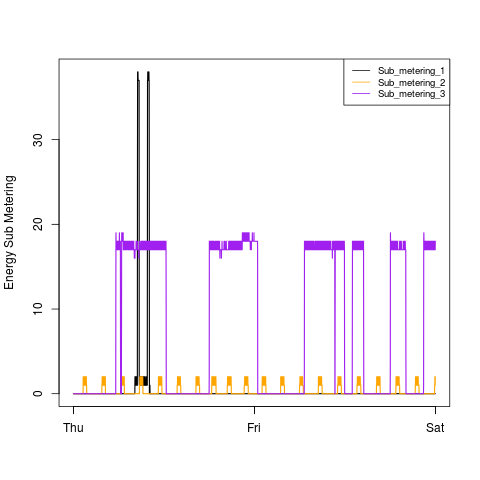 Sub_metering_1
Sub_metering_2
Sub_metering_3
Energy Sub Metering
30
20
10
0
Thu Fri Sat